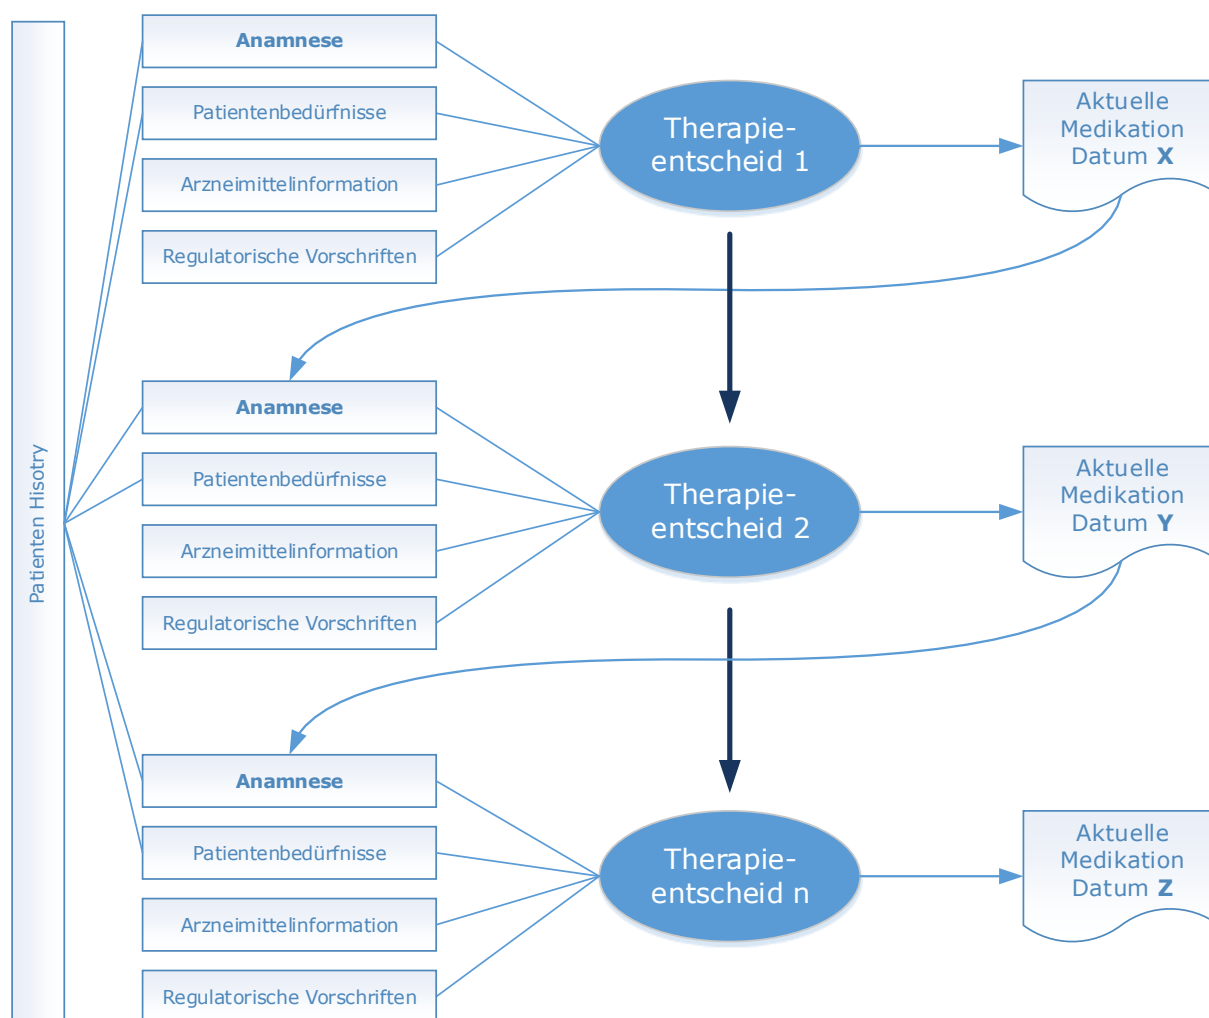 Patienten Hisotry
Anamnese
Patientenbedürfnisse
Arzneimittelinformation
Regulatorische Vorschriften
Therapie-
entscheid 1
Aktuelle
Medikation
Datum X
Anamnese
Patientenbedürfnisse
Arzneimittelinformation
Regulatorische Vorschriften
Therapie-
entscheid 2
Aktuelle
Medikation
Datum Y
Anamnese
Patientenbedürfnisse
Arzneimittelinformation
Regulatorische Vorschriften
Therapie-
entscheid n
Aktuelle
Medikation
Datum Z